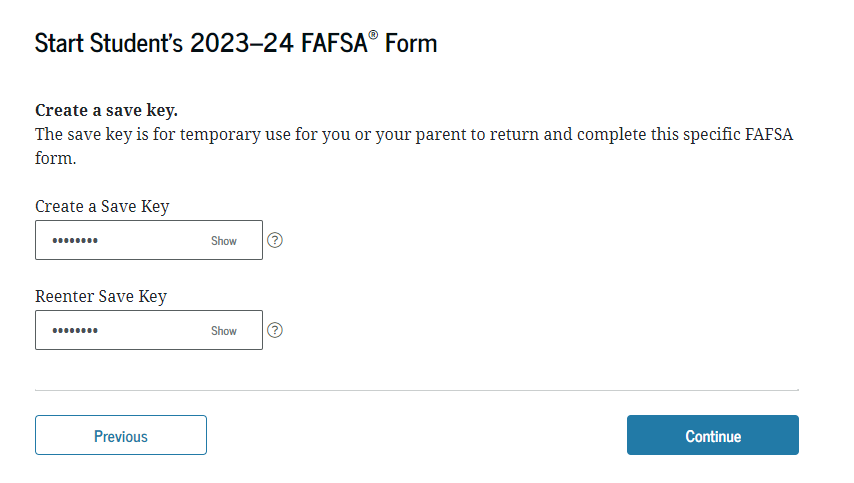 Start Student's 2023–24 FAFSA® Form
Create a save key.
The save key is for temporary use for you or your parent to return and complete this specific FAFSA
form.
Create a Save Key
•••••••• Show ?
Reenter Save Key
•••••••• Show ?
Previous Continue